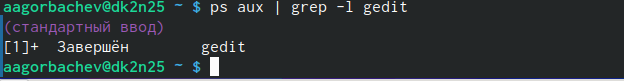 aagorbachev@dk2n25 ~ $ ps aux | grep -l gedit
(стандартный ввод)
[1]+  Завершён        gedit
aagorbachev@dk2n25 ~ $